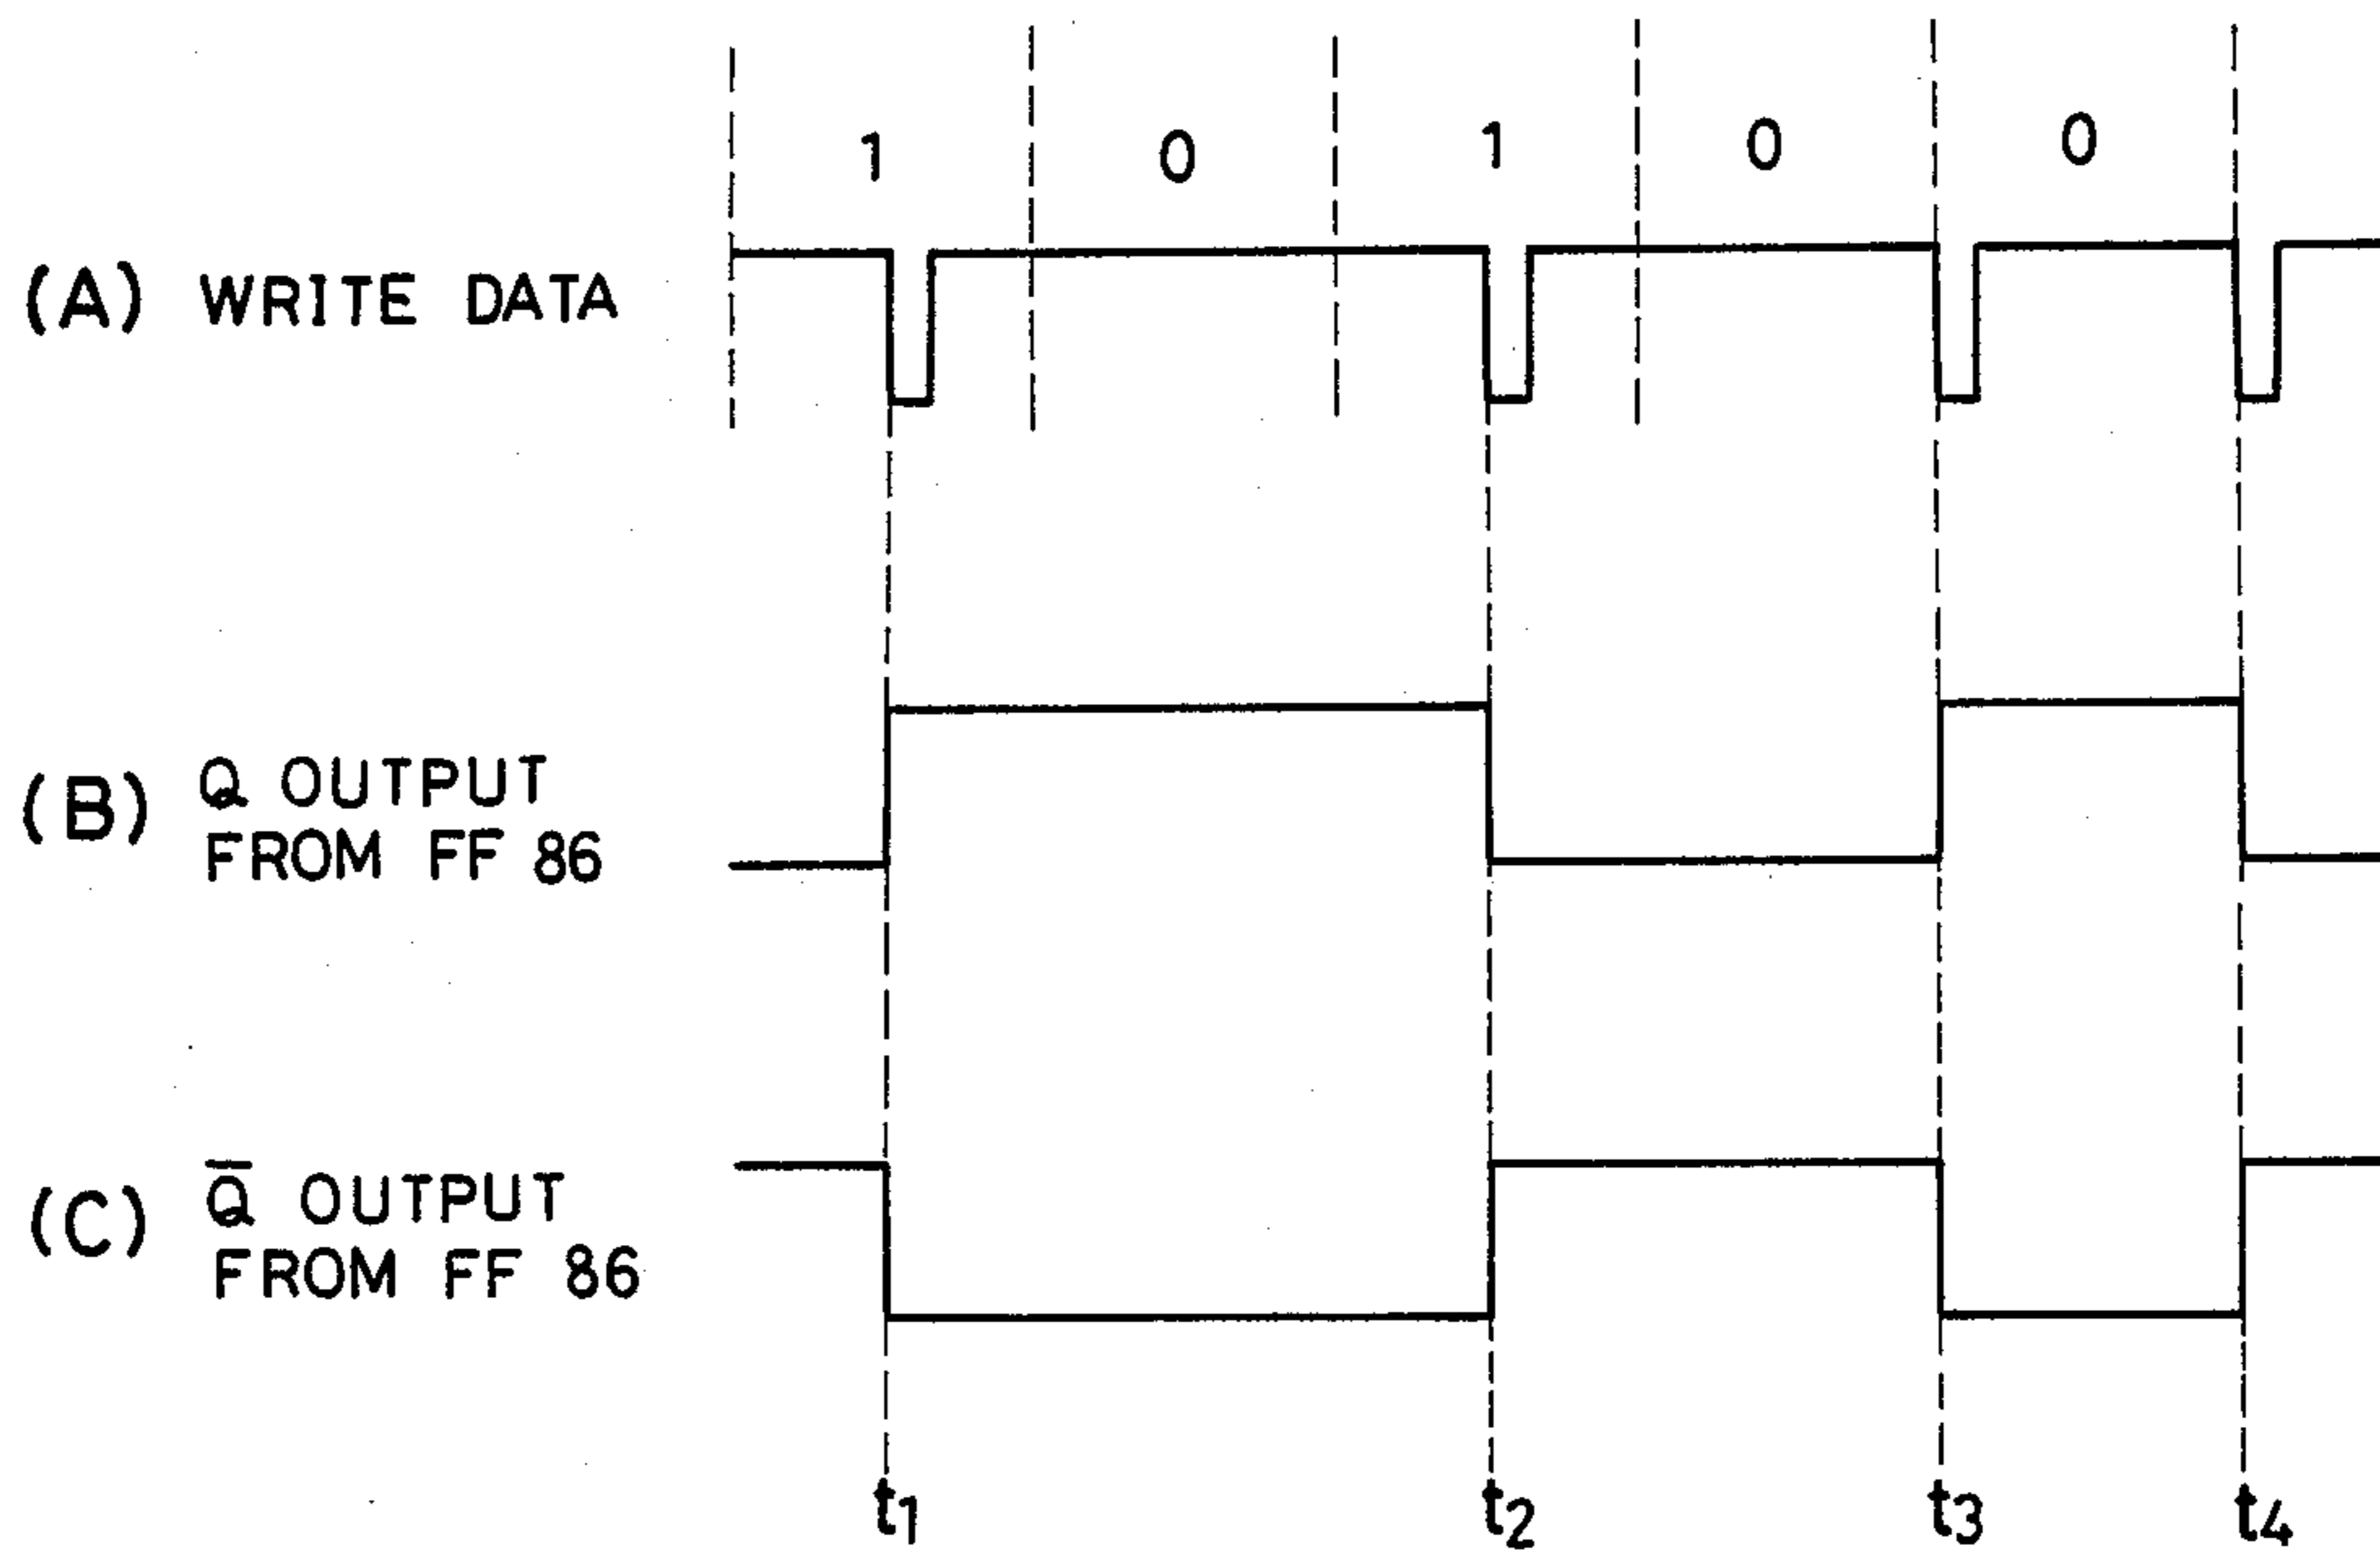 1 0 1 0 0
(A) WRITE DATA
(B) Q OUTPUT
FROM FF 86
(C) Q̅ OUTPUT
FROM FF 86
t1 t2 t3 t4